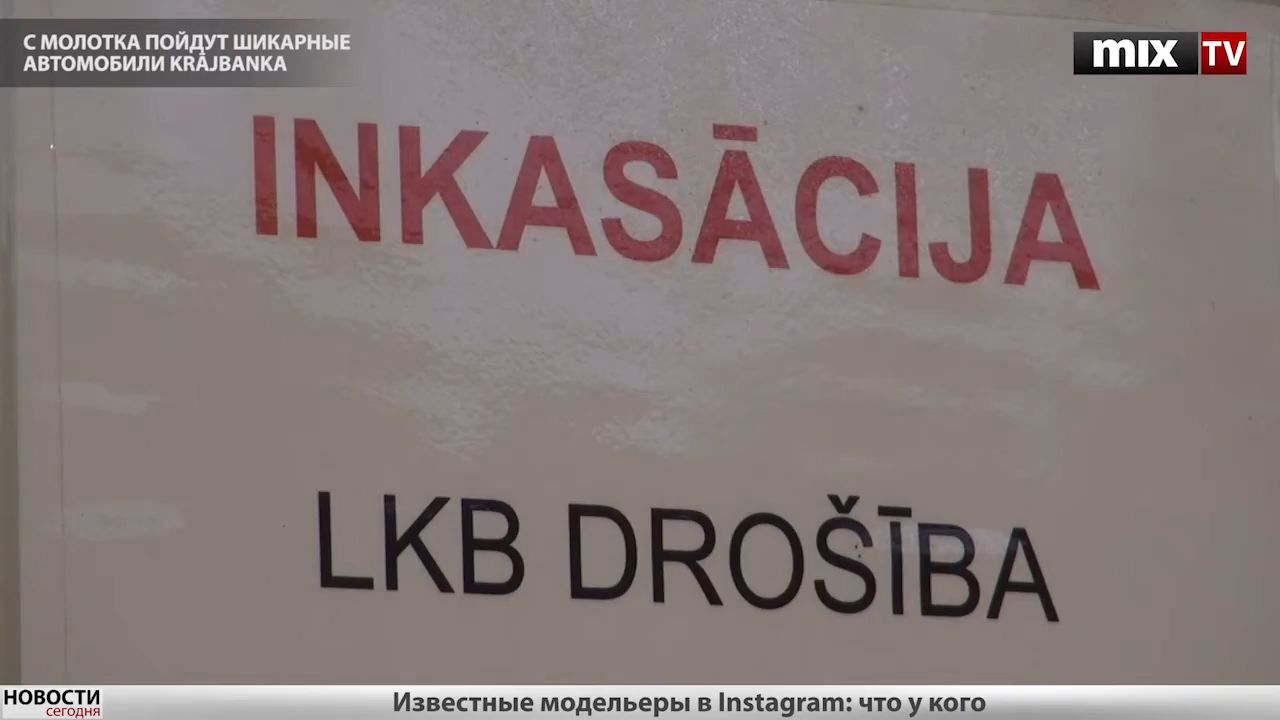 С МОЛОТКА ПОЙДУТ ШИКАРНЫЕ
АВТОМОБИЛИ KRĀJBANKA
mix TV
INKASĀCIJA
LKB DROŠĪBA
НОВОСТИ
сегодня
Известные модельеры в Instagram: что у кого